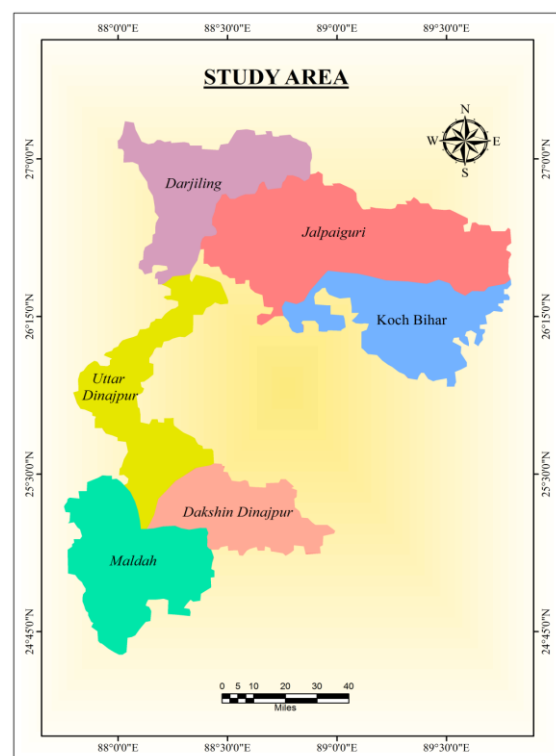 88°0'0"E 88°30'0"E 89°0'0"E 89°30'0"E
STUDY AREA
N
W E
S
27°0'0"N 27°0'0"N
Darjiling
Jalpaiguri
26°15'0"N 26°15'0"N
Koch Bihar
Uttar
Dinajpur
25°30'0"N 25°30'0"N
Dakshin Dinajpur
Maldah
24°45'0"N 24°45'0"N
0 5 10 20 30 40
Miles
88°0'0"E 88°30'0"E 89°0'0"E 89°30'0"E